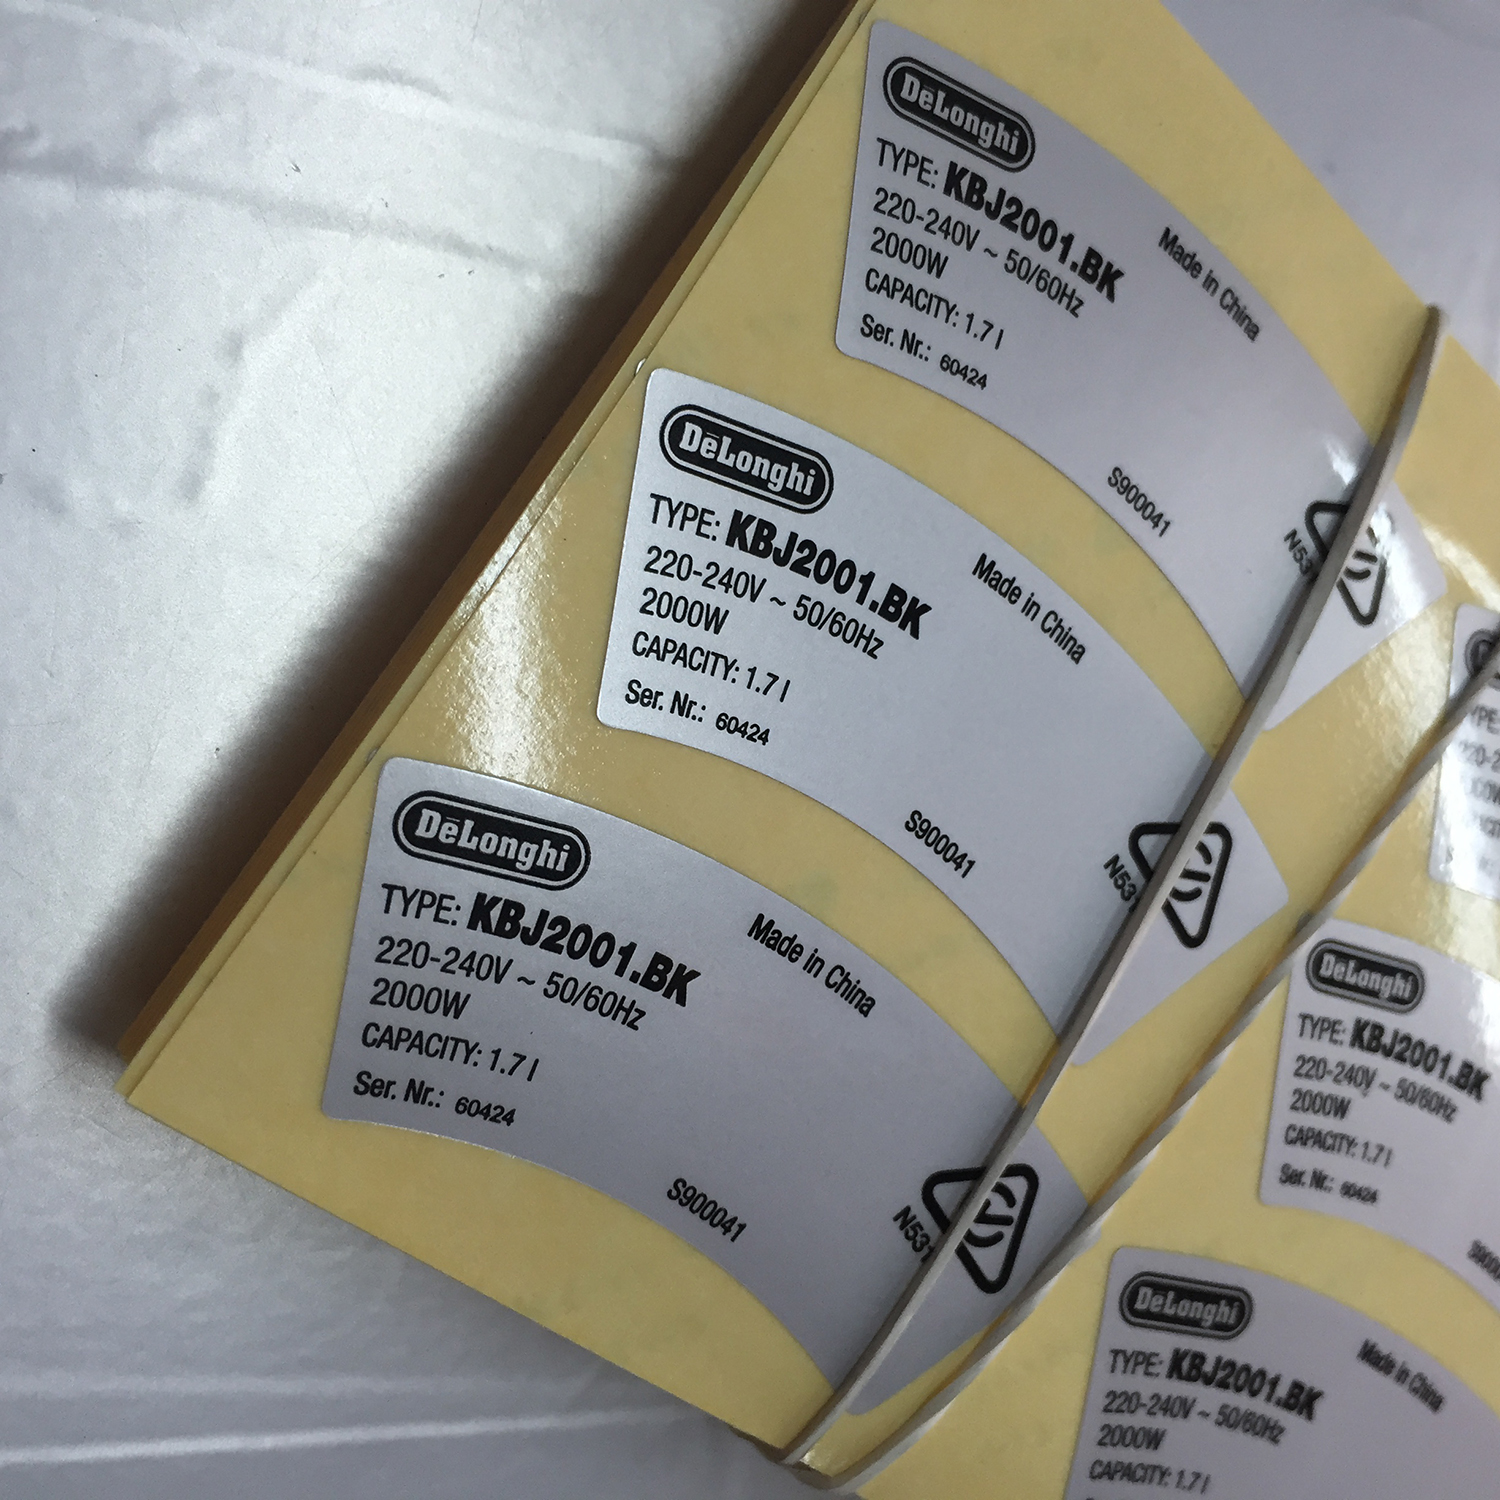 DeLonghi
TYPE: KBJ2001.BK
220-240V ~ 50/60Hz
2000W
CAPACITY: 1.7 l
Ser. Nr.: 60424
Made in China
S900041
DeLonghi
TYPE: KBJ2001.BK
220-240V ~ 50/60Hz
2000W
CAPACITY: 1.7 l
Ser. Nr.: 60424
Made in China
S900041
DeLonghi
TYPE: KBJ2001.BK
220-240V ~ 50/60Hz
2000W
CAPACITY: 1.7 l
Ser. Nr.: 60424
Made in China
S900041
DeLonghi
TYPE: KBJ2001.BK
220-240V ~ 50/60Hz
2000W
CAPACITY: 1.7 l
Ser. Nr.: 60424
DeLonghi
TYPE: KBJ2001.BK
220-240V ~ 50/60Hz
2000W
CAPACITY: 1.7 l
Made in China